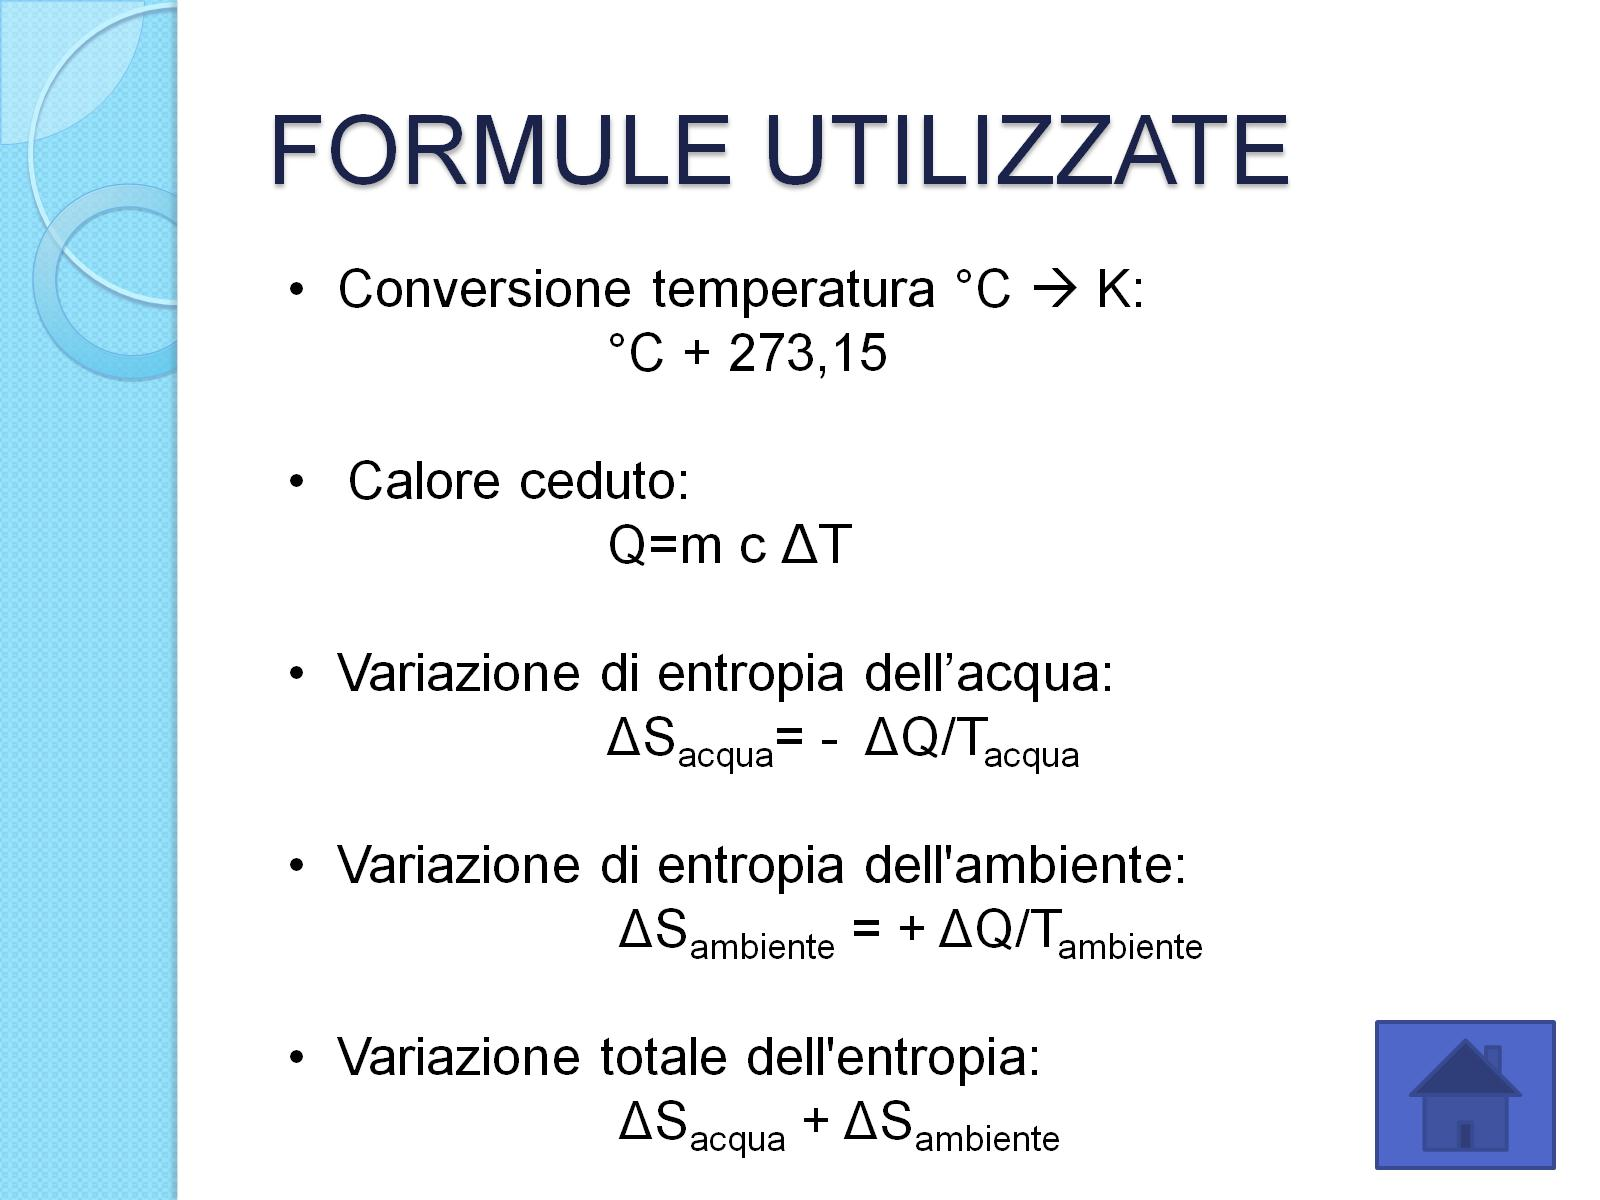 FORMULE UTILIZZATE
• Conversione temperatura °C → K:
°C + 273,15
• Calore ceduto:
Q=m c ΔT
• Variazione di entropia dell’acqua:
ΔSacqua= - ΔQ/Tacqua
• Variazione di entropia dell'ambiente:
ΔSambiente = + ΔQ/Tambiente
• Variazione totale dell'entropia:
ΔSacqua + ΔSambiente